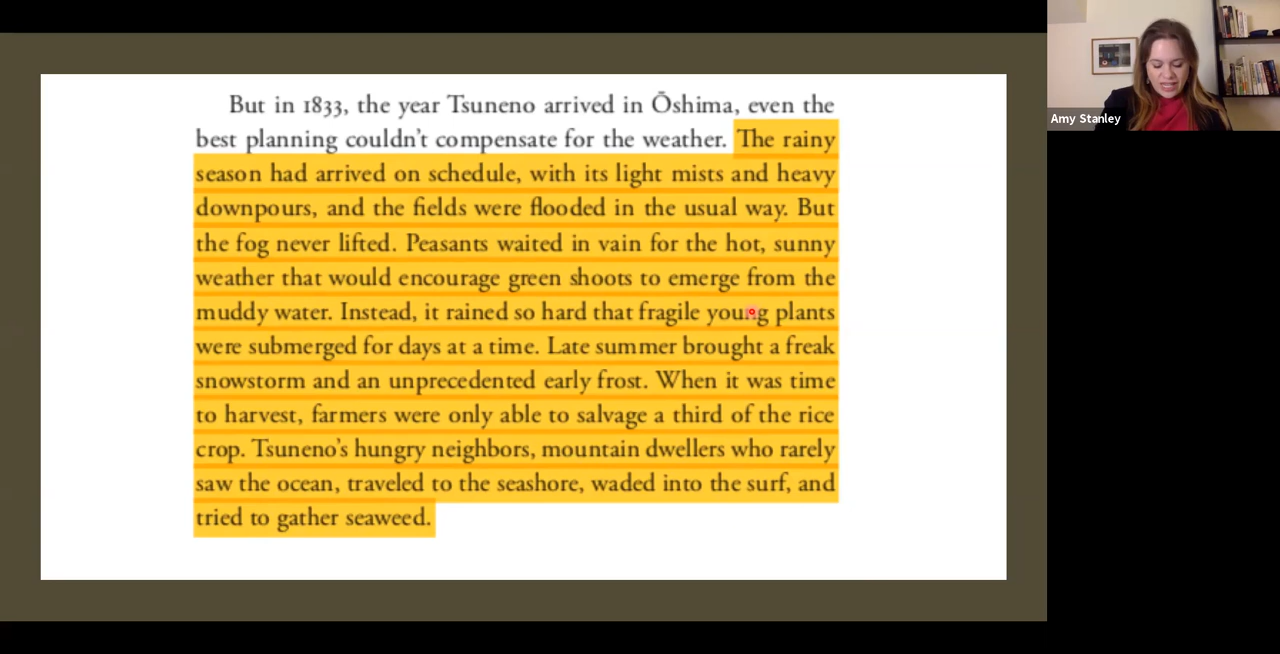 But in 1833, the year Tsuneno arrived in Ōshima, even the
best planning couldn't compensate for the weather. The rainy
season had arrived on schedule, with its light mists and heavy
downpours, and the fields were flooded in the usual way. But
the fog never lifted. Peasants waited in vain for the hot, sunny
weather that would encourage green shoots to emerge from the
muddy water. Instead, it rained so hard that fragile young plants
were submerged for days at a time. Late summer brought a freak
snowstorm and an unprecedented early frost. When it was time
to harvest, farmers were only able to salvage a third of the rice
crop. Tsuneno's hungry neighbors, mountain dwellers who rarely
saw the ocean, traveled to the seashore, waded into the surf, and
tried to gather seaweed.
Amy Stanley